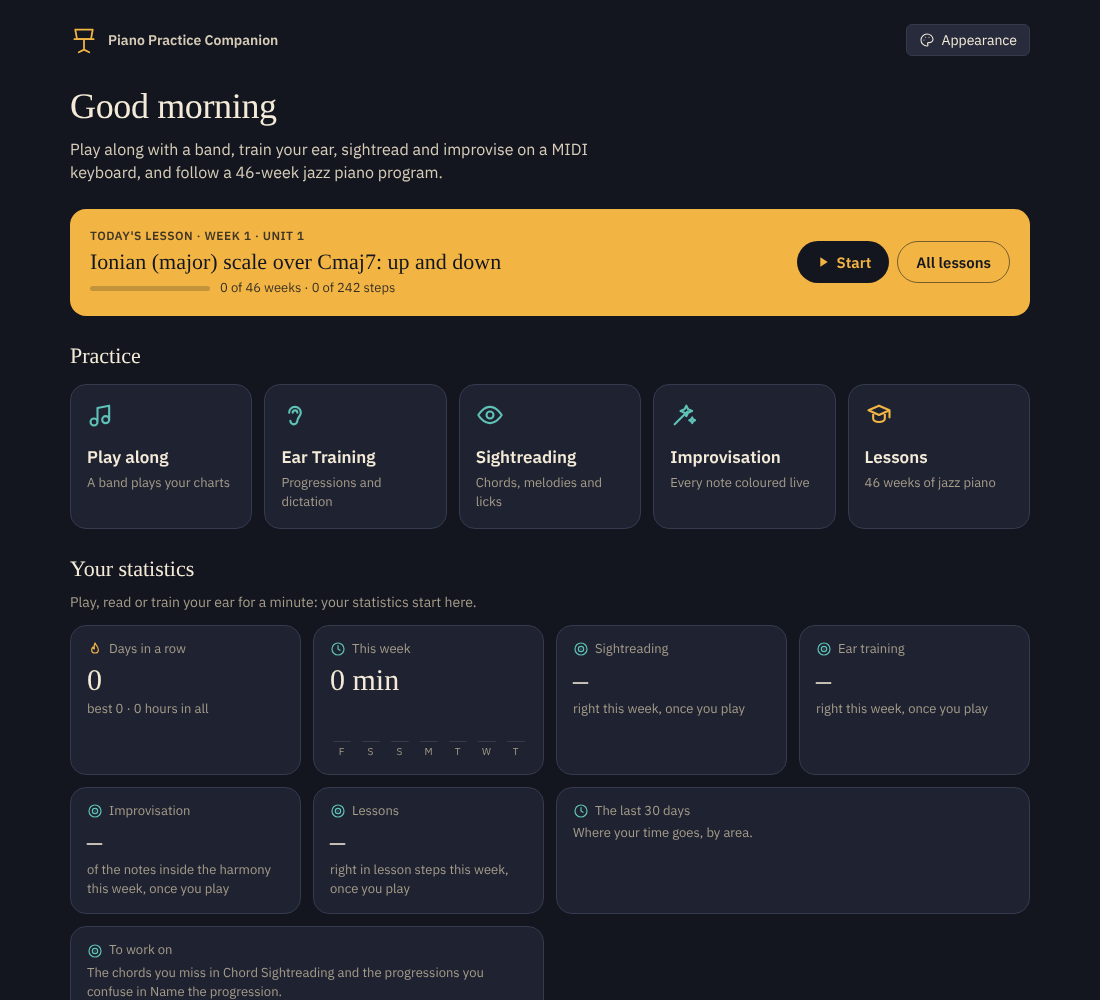 Piano Practice Companion
Appearance
Good morning
Play along with a band, train your ear, sightread and improvise on a MIDI
keyboard, and follow a 46-week jazz piano program.
TODAY'S LESSON · WEEK 1 · UNIT 1
Ionian (major) scale over Cmaj7: up and down
0 of 46 weeks · 0 of 242 steps
Start
All lessons
Practice
Play along
A band plays your charts
Ear Training
Progressions and
dictation
Sightreading
Chords, melodies and
licks
Improvisation
Every note coloured live
Lessons
46 weeks of jazz piano
Your statistics
Play, read or train your ear for a minute: your statistics start here.
Days in a row
0
best 0 · 0 hours in all
This week
0 min
F S S M T W T
Sightreading
—
right this week, once you play
Ear training
—
right this week, once you play
Improvisation
—
of the notes inside the harmony
this week, once you play
Lessons
—
right in lesson steps this week,
once you play
The last 30 days
Where your time goes, by area.
To work on
The chords you miss in Chord Sightreading and the progressions you
confuse in Name the progression.